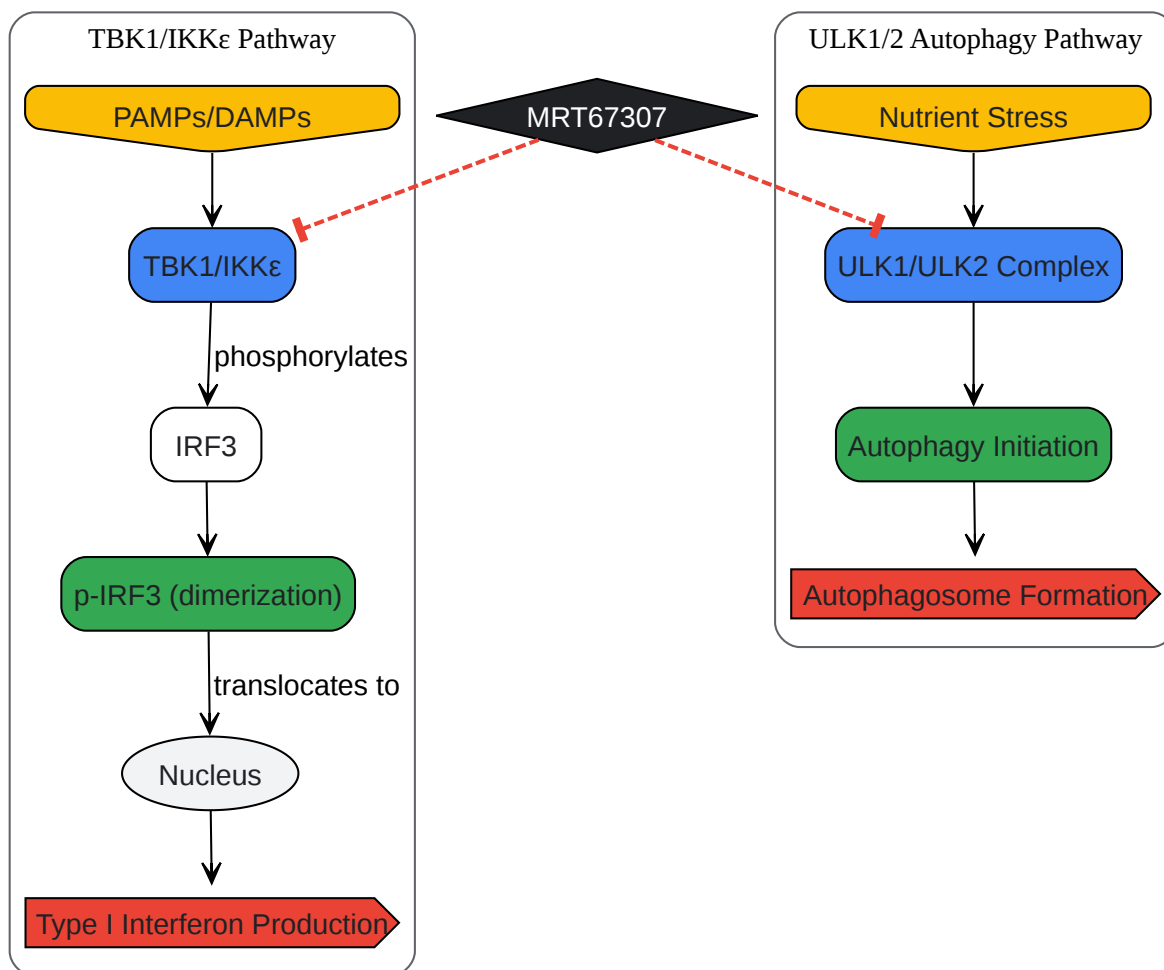 TBK1/IKKε Pathway
PAMPs/DAMPs
TBK1/IKKε
phosphorylates
IRF3
p-IRF3 (dimerization)
translocates to
Nucleus
Type I Interferon Production
MRT67307
ULK1/2 Autophagy Pathway
Nutrient Stress
ULK1/ULK2 Complex
Autophagy Initiation
Autophagosome Formation